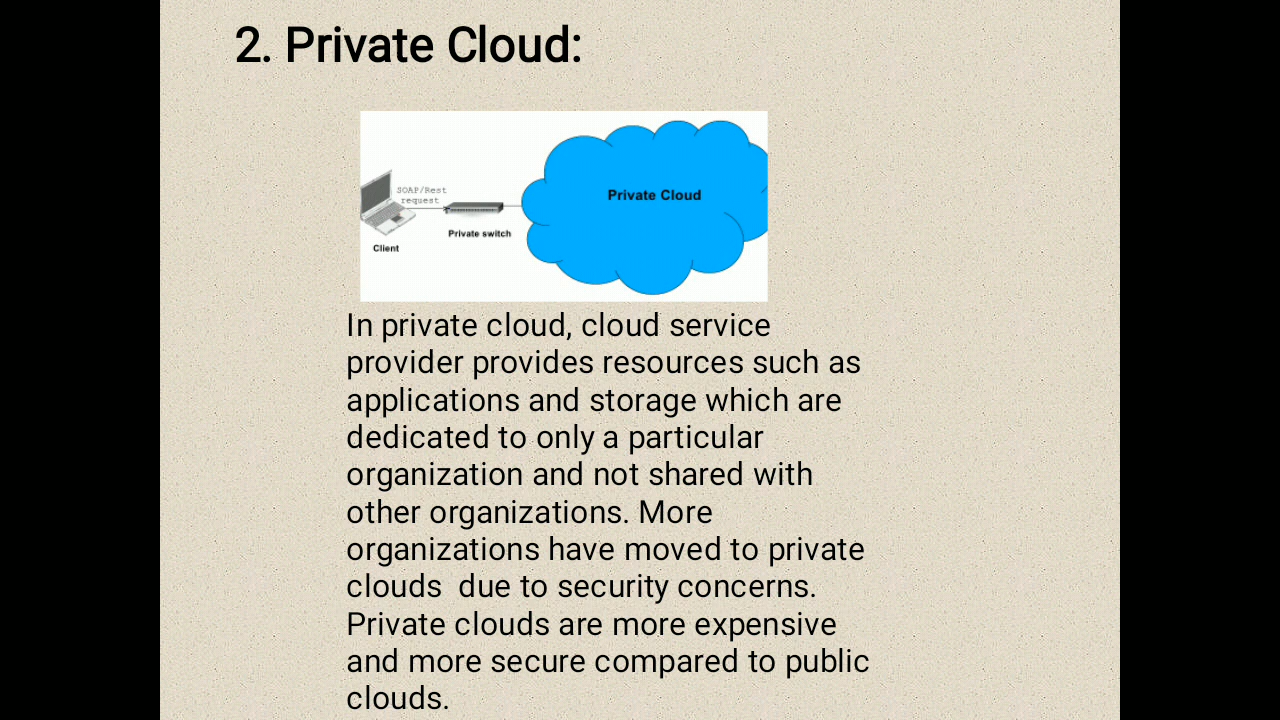 2. Private Cloud:
SOAP/Rest
request
Private Cloud
Private switch
Client
In private cloud, cloud service
provider provides resources such as
applications and storage which are
dedicated to only a particular
organization and not shared with
other organizations. More
organizations have moved to private
clouds  due to security concerns.
Private clouds are more expensive
and more secure compared to public
clouds.